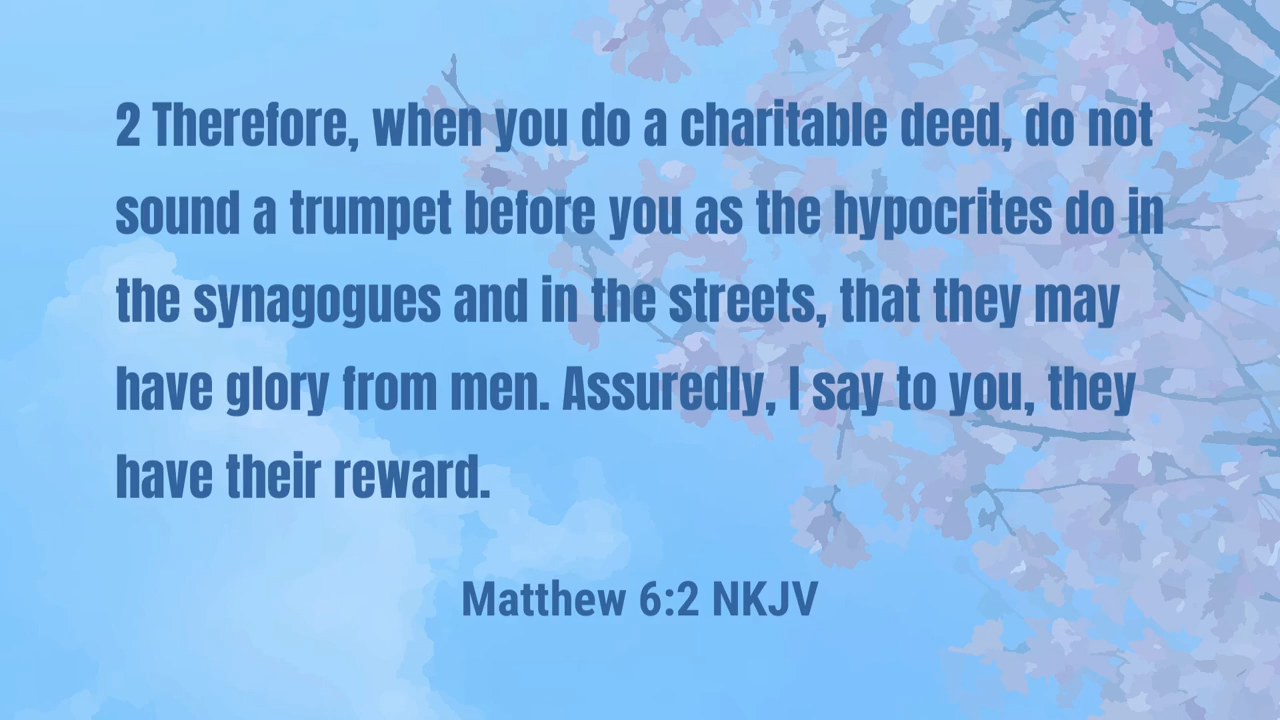 2 Therefore, when you do a charitable deed, do not
sound a trumpet before you as the hypocrites do in
the synagogues and in the streets, that they may
have glory from men. Assuredly, I say to you, they
have their reward.
Matthew 6:2 NKJV